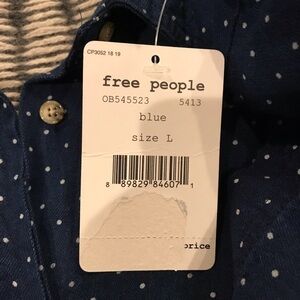 CP3052 18 19
free people
OB545523 5413
blue
size L
8 89829 84607 1
price